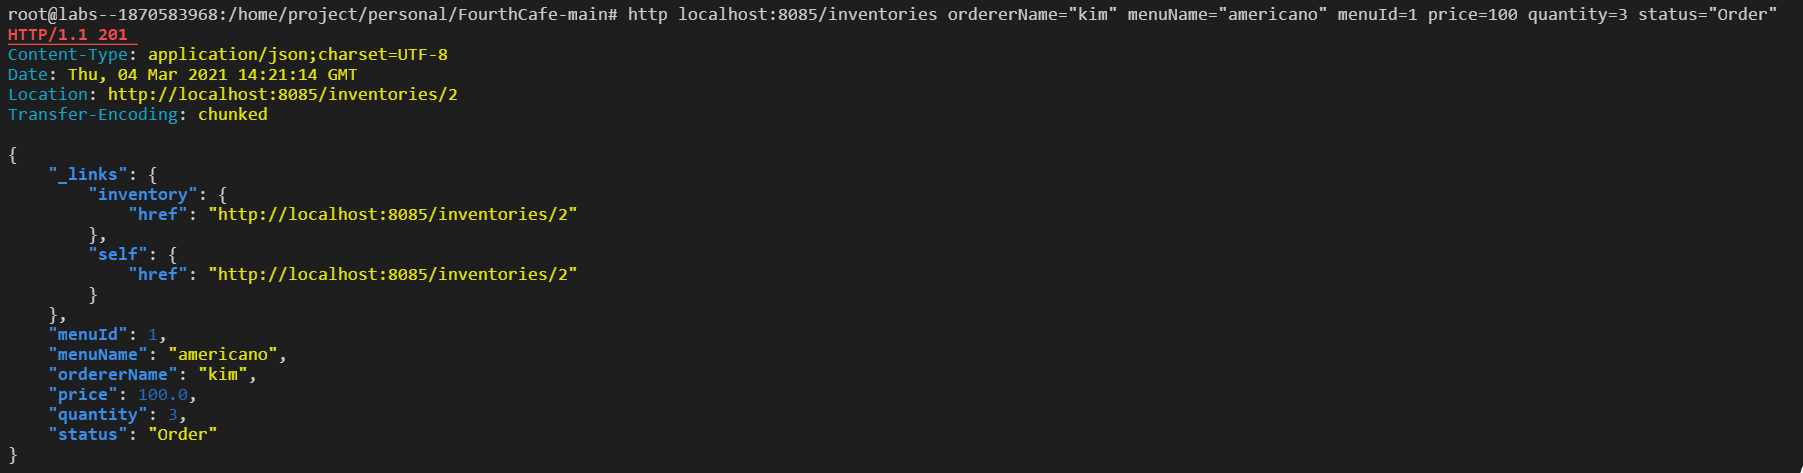 root@labs--1870583968:/home/project/personal/FourthCafe-main# http localhost:8085/inventories ordererName="kim" menuName="americano" menuId=1 price=100 quantity=3 status="Order"
HTTP/1.1 201
Content-Type: application/json;charset=UTF-8
Date: Thu, 04 Mar 2021 14:21:14 GMT
Location: http://localhost:8085/inventories/2
Transfer-Encoding: chunked

{
    "_links": {
        "inventory": {
            "href": "http://localhost:8085/inventories/2"
        },
        "self": {
            "href": "http://localhost:8085/inventories/2"
        }
    },
    "menuId": 1,
    "menuName": "americano",
    "ordererName": "kim",
    "price": 100.0,
    "quantity": 3,
    "status": "Order"
}